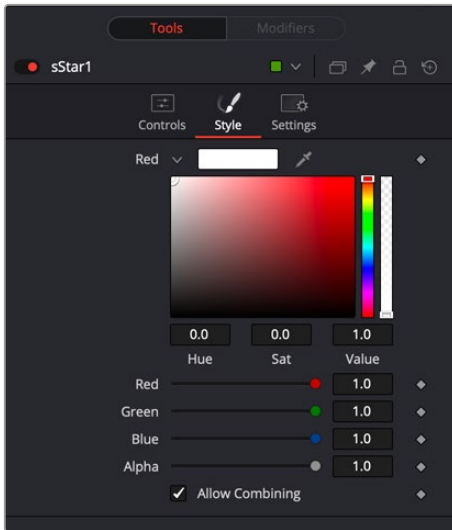 Tools Modifiers
sStar1
Controls Style Settings
Red
0.0 0.0 1.0
Hue Sat Value
Red 1.0
Green 1.0
Blue 1.0
Alpha 1.0
Allow Combining